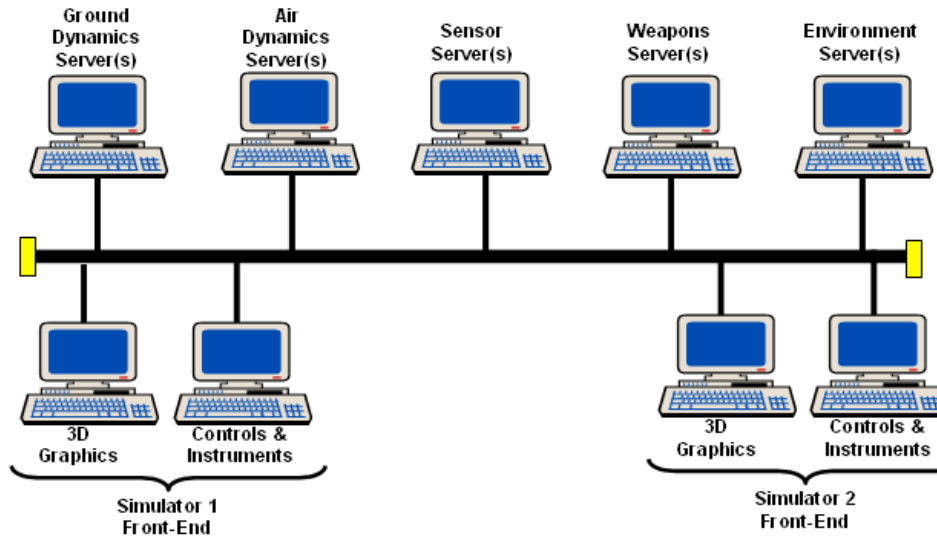 Ground
Dynamics
Server(s)
Air
Dynamics
Server(s)
Sensor
Server(s)
Weapons
Server(s)
Environment
Server(s)
3D
Graphics
Controls &
Instruments
Simulator 1
Front-End
3D
Graphics
Controls &
Instruments
Simulator 2
Front-End